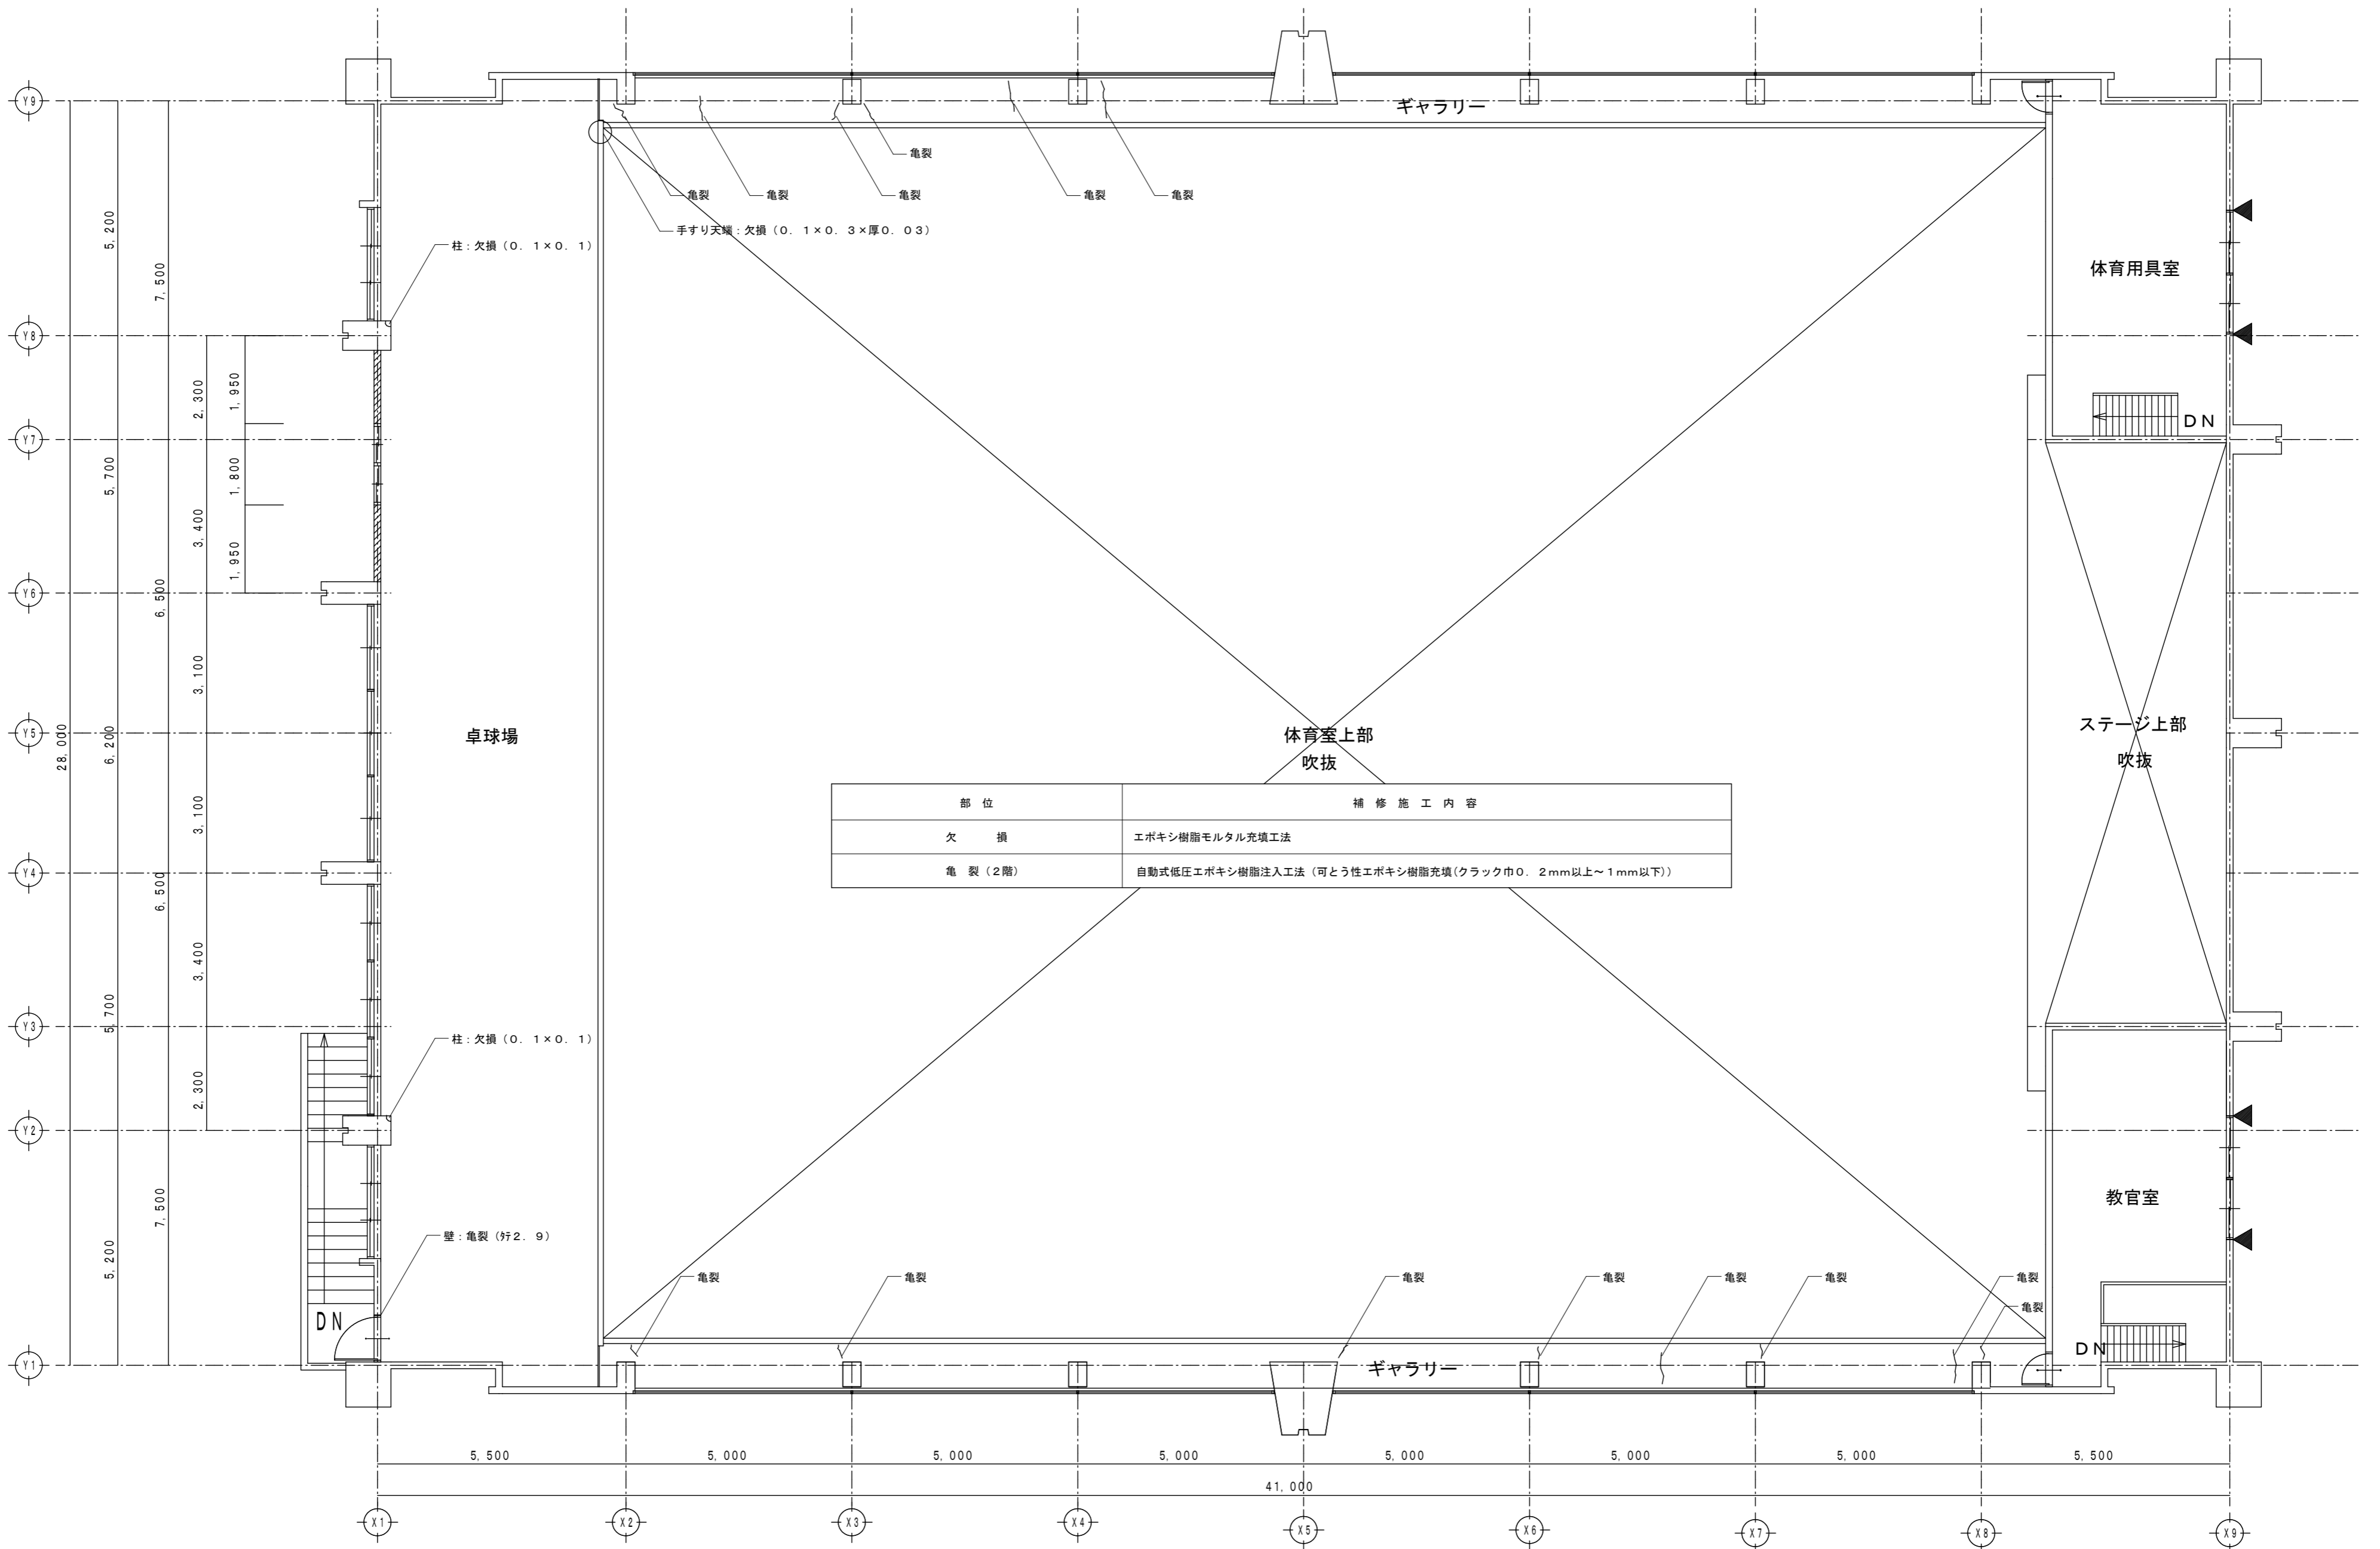 Y9
ギャラリー
亀裂
亀裂
亀裂
亀裂
亀裂
亀裂
手すり天端：欠損（０．１×０．３×厚０．０３）
柱：欠損（０．１×０．１）
5,200
7,500
体育用具室
Y8
2,300
1,950
DN
Y7
5,700
1,800
3,400
1,950
Y6
6,500
3,100
Y5
28,000
6,200
卓球場
体育室上部
吹抜
ステージ上部
吹抜
部　位
補　修　施　工　内　容
欠　　　損
エポキシ樹脂モルタル充填工法
亀　裂（２階）
自動式低圧エポキシ樹脂注入工法（可とう性エポキシ樹脂充填(クラック巾０．２mm以上～１mm以下)）
3,100
Y4
6,500
3,400
5,700
Y3
柱：欠損（０．１×０．１）
2,300
Y2
7,500
教官室
壁：亀裂（ﾀﾃ２．９）
5,200
亀裂
亀裂
亀裂
亀裂
亀裂
亀裂
亀裂
亀裂
DN
DN
Y1
ギャラリー
5,500
5,000
5,000
5,000
5,000
5,000
5,000
5,500
41,000
X1
X2
X3
X4
X5
X6
X7
X8
X9